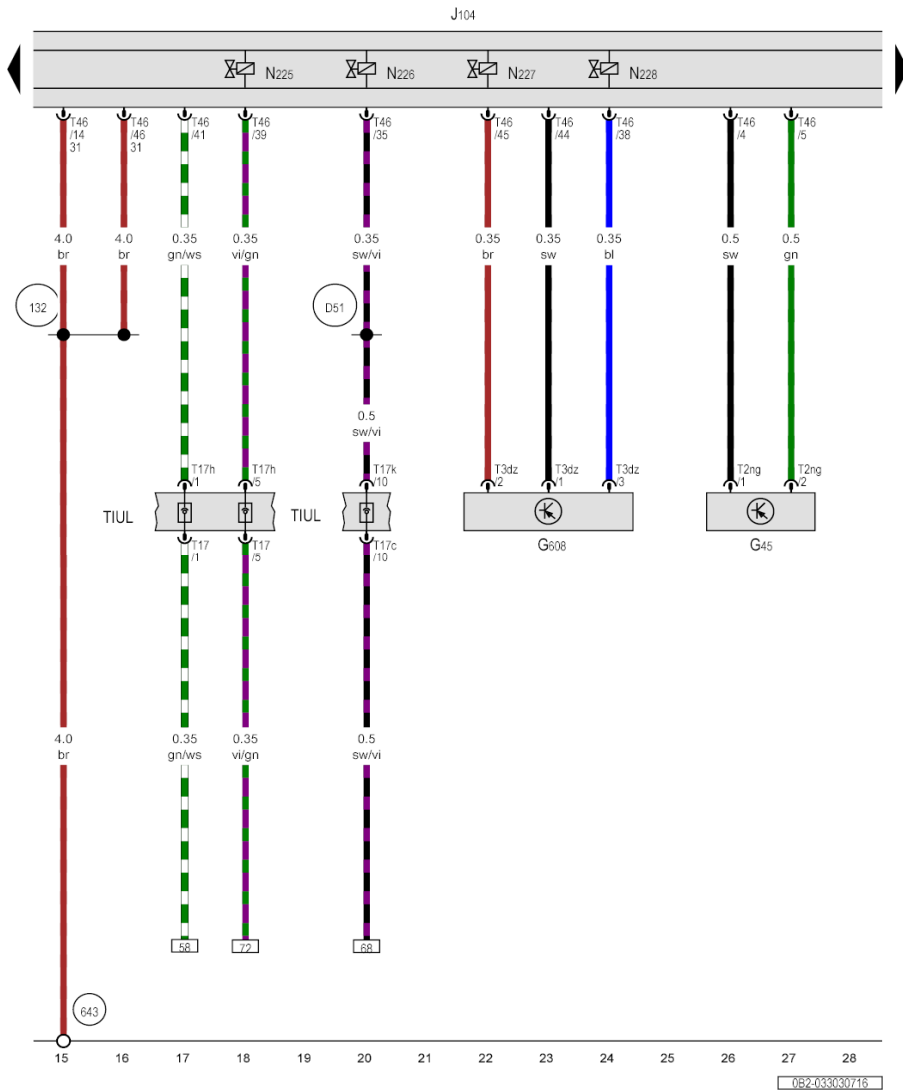 J104
N225 N226 N227 N228
T46 T46 T46 T46 T46 T46 T46 T46 T46 T46
/14 /46 /41 /39 /35 /45 /44 /38 /4 /5
31 31
4.0 4.0 0.35 0.35 0.35 0.35 0.35 0.35 0.5 0.5
br br gn/ws vi/gn sw/vi br sw bl sw gn
132 D51
0.5
sw/vi
T17h T17h T17k T3dz T3dz T3dz T2ng T2ng
/1 /5 /10 /2 /1 /3 /1 /2
TIUL TIUL
T17 T17 T17c G608 G45
/1 /5 /10
4.0 0.35 0.35 0.5
br gn/ws vi/gn sw/vi
58 72 68
643
15 16 17 18 19 20 21 22 23 24 25 26 27 28
0B2-033030716